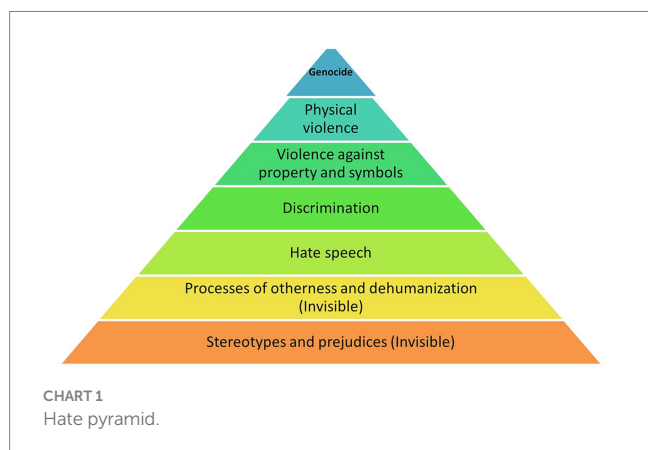 Genocide
Physical
violence
Violence against
property and symbols
Discrimination
Hate speech
Processes of otherness and dehumanization
(Invisible)
Stereotypes and prejudices (Invisible)
CHART 1
Hate pyramid.